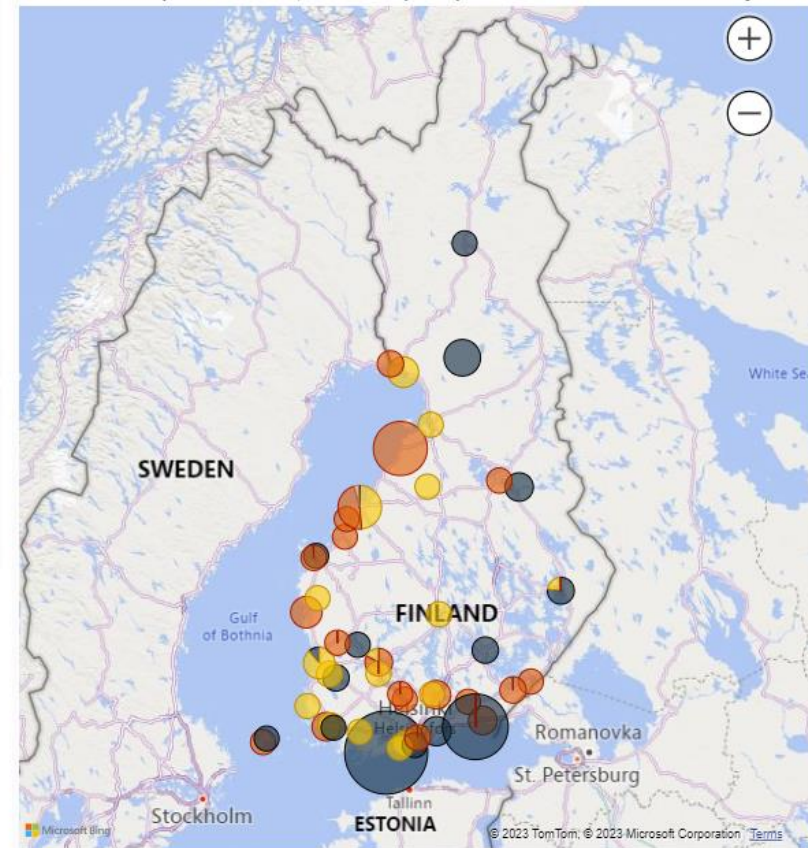 +
−
White Se
SWEDEN
FINLAND
Gulf
of Bothnia
Helsinki
Helsingfors
Romanovka
St. Petersburg
Tallinn
Stockholm
ESTONIA
Microsoft Bing
© 2023 TomTom, © 2023 Microsoft Corporation Terms